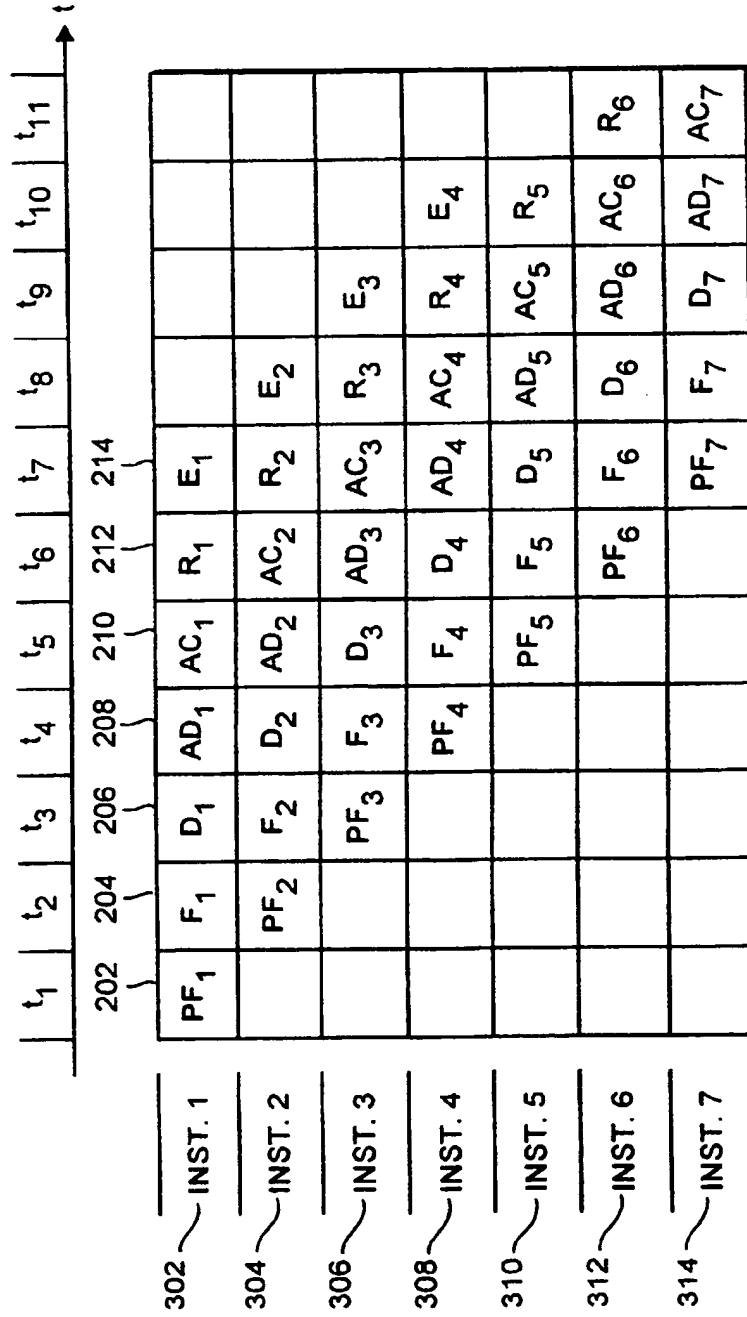 t₁ t₂ t₃ t₄ t₅ t₆ t₇ t₈ t₉ t₁₀ t₁₁ t
202 204 206 208 210 212 214
302 INST. 1 PF₁ F₁ D₁ AD₁ AC₁ R₁ E₁
304 INST. 2 PF₂ F₂ D₂ AD₂ AC₂ R₂ E₂
306 INST. 3 PF₃ F₃ D₃ AD₃ AC₃ R₃ E₃
308 INST. 4 PF₄ F₄ D₄ AD₄ AC₄ R₄ E₄
310 INST. 5 PF₅ F₅ D₅ AD₅ AC₅ R₅
312 INST. 6 PF₆ F₆ D₆ AD₆ AC₆ R₆
314 INST. 7 PF₇ F₇ D₇ AD₇ AC₇